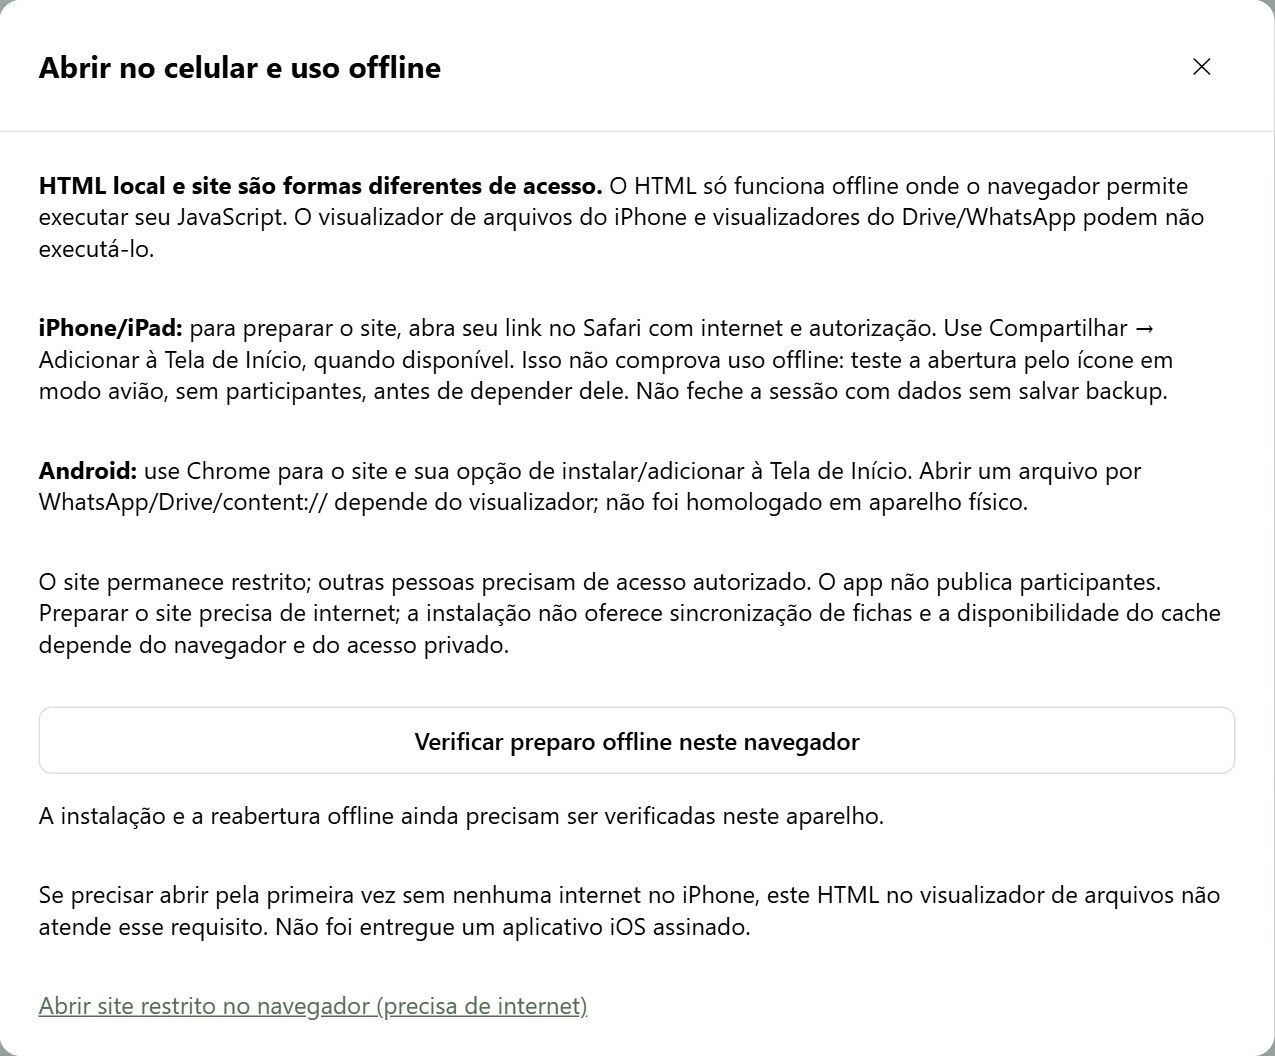 Abrir no celular e uso offline
HTML local e site são formas diferentes de acesso. O HTML só funciona offline onde o navegador permite
executar seu JavaScript. O visualizador de arquivos do iPhone e visualizadores do Drive/WhatsApp podem não
executá-lo.
iPhone/iPad: para preparar o site, abra seu link no Safari com internet e autorização. Use Compartilhar →
Adicionar à Tela de Início, quando disponível. Isso não comprova uso offline: teste a abertura pelo ícone em
modo avião, sem participantes, antes de depender dele. Não feche a sessão com dados sem salvar backup.
Android: use Chrome para o site e sua opção de instalar/adicionar à Tela de Início. Abrir um arquivo por
WhatsApp/Drive/content:// depende do visualizador; não foi homologado em aparelho físico.
O site permanece restrito; outras pessoas precisam de acesso autorizado. O app não publica participantes.
Preparar o site precisa de internet; a instalação não oferece sincronização de fichas e a disponibilidade do cache
depende do navegador e do acesso privado.
Verificar preparo offline neste navegador
A instalação e a reabertura offline ainda precisam ser verificadas neste aparelho.
Se precisar abrir pela primeira vez sem nenhuma internet no iPhone, este HTML no visualizador de arquivos não
atende esse requisito. Não foi entregue um aplicativo iOS assinado.
Abrir site restrito no navegador (precisa de internet)